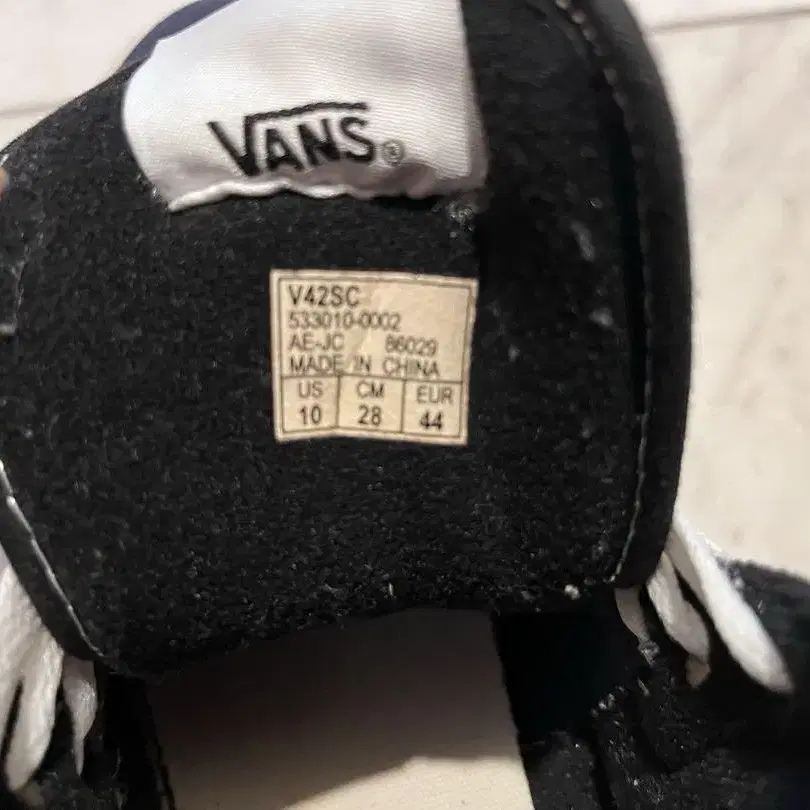 VANS®
V42SC
533010-0002
AE-JC 86029
MADE IN CHINA
US CM EUR
10 28 44